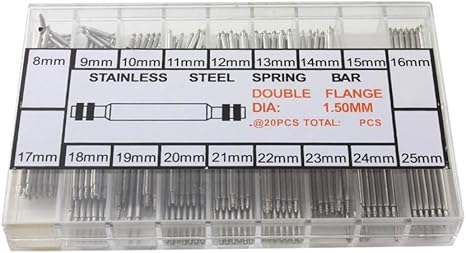 8mm 9mm 10mm 11mm 12mm 13mm 14mm 15mm 16mm
STAINLESS STEEL SPRING BAR
DOUBLE FLANGE
DIA: 1.50MM
.@20PCS TOTAL: PCS
17mm 18mm 19mm 20mm 21mm 22mm 23mm 24mm 25mm